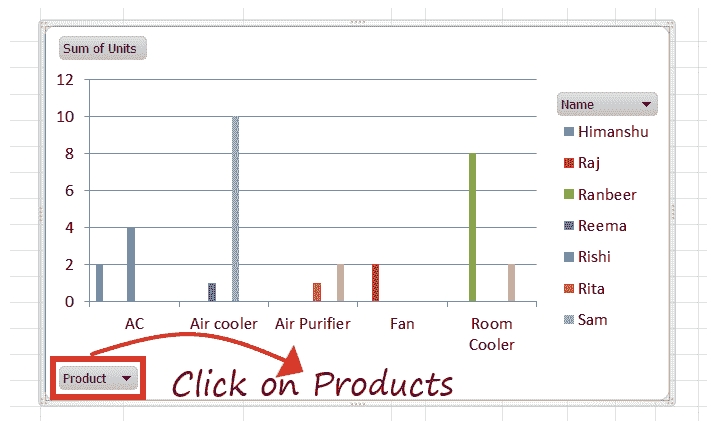 Sum of Units
12
10
8
6
4
2
0
AC Air cooler Air Purifier Fan Room Cooler
Name
Himanshu
Raj
Ranbeer
Reema
Rishi
Rita
Sam
Product
Click on Products